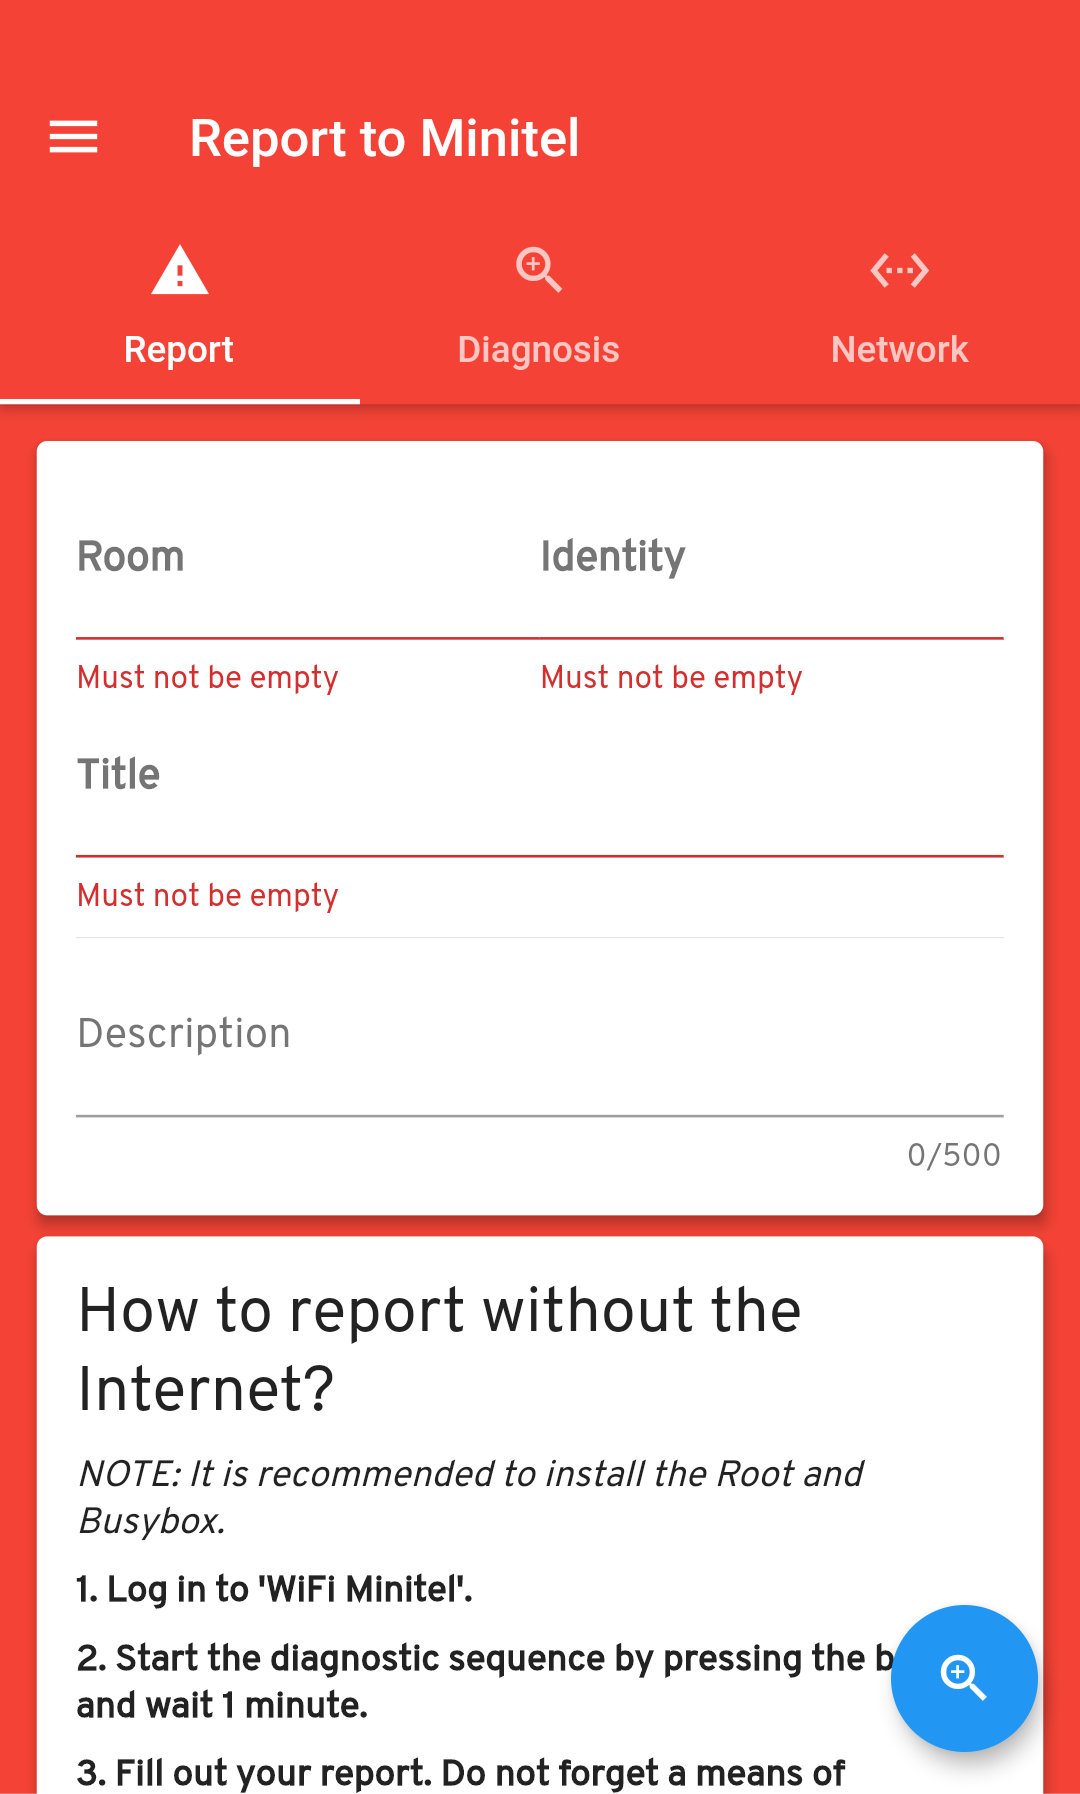 Report to Minitel
Report Diagnosis Network
Room Identity
Must not be empty Must not be empty
Title
Must not be empty
Description
0/500
How to report without the
Internet?
NOTE: It is recommended to install the Root and
Busybox.
1. Log in to 'WiFi Minitel'.
2. Start the diagnostic sequence by pressing the
and wait 1 minute.
3. Fill out your report. Do not forget a means of